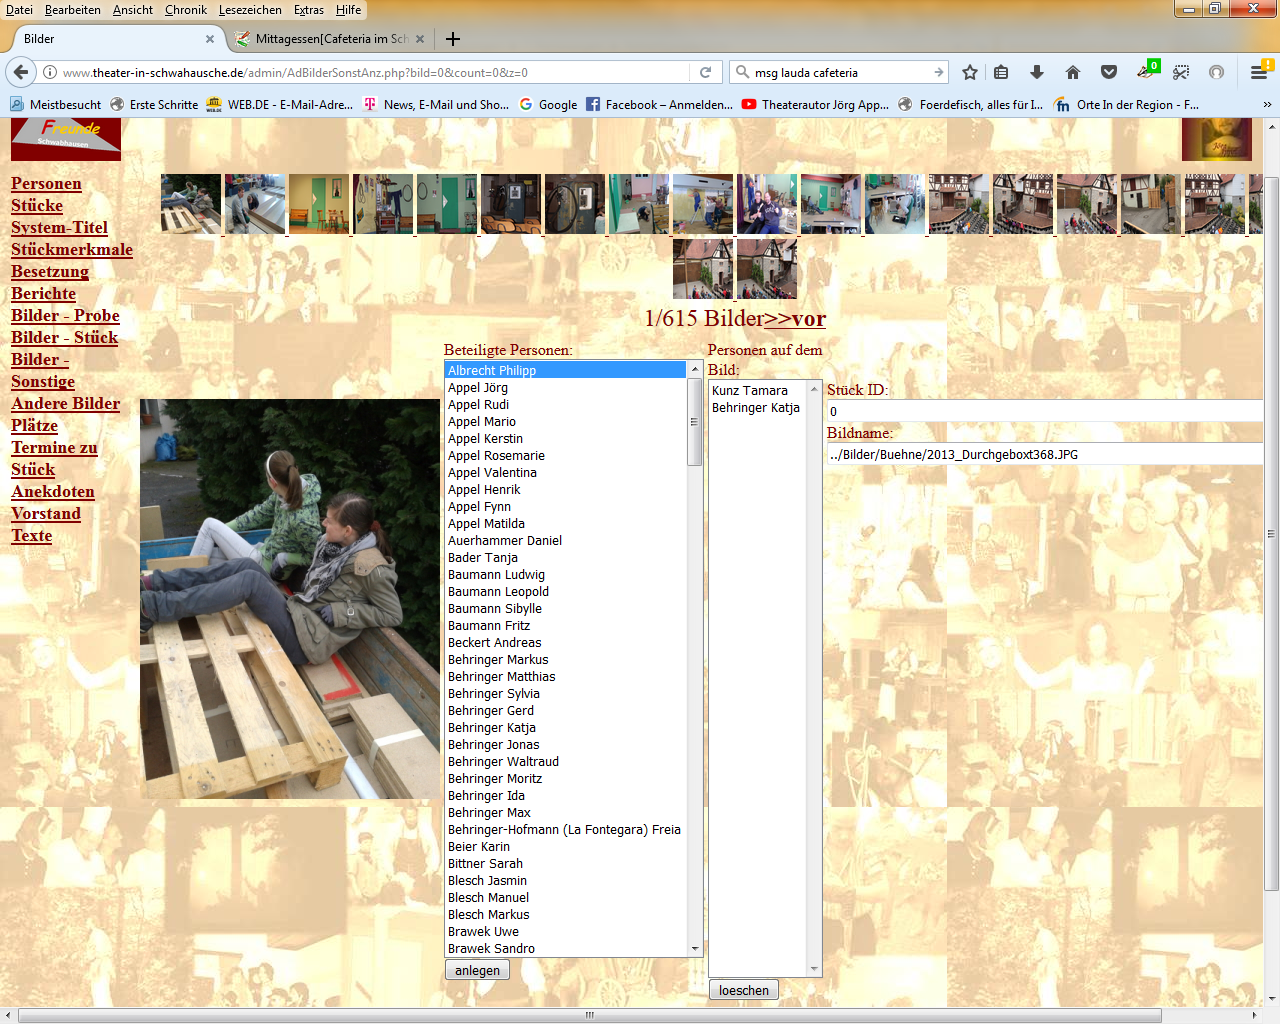 Datei Bearbeiten Ansicht Chronik Lesezeichen Extras Hilfe
Bilder
Mittagessen[Cafeteria im Sch
www.theater-in-schwahausche.de/admin/AdBilderSonstAnz.php?bild=0&count=0&z=0
msg lauda cafeteria
0
Meistbesucht Erste Schritte WEB.DE - E-Mail-Adre... News, E-Mail und Sho... Google Facebook – Anmelden... Theaterautor Jörg App... Foerdefisch, alles für I... Orte In der Region - F...
Freunde
Schwabhausen
Personen
Stücke
System-Titel
Stückmerkmale
Besetzung
Berichte
Bilder - Probe
Bilder - Stück
Bilder -
Sonstige
Andere Bilder
Plätze
Termine zu
Stück
Anekdoten
Vorstand
Texte
1/615 Bilder>>vor
Beteiligte Personen:
Albrecht Philipp
Appel Jörg
Appel Rudi
Appel Mario
Appel Kerstin
Appel Rosemarie
Appel Valentina
Appel Henrik
Appel Fynn
Appel Matilda
Auerhammer Daniel
Bader Tanja
Baumann Ludwig
Baumann Leopold
Baumann Sibylle
Baumann Fritz
Beckert Andreas
Behringer Markus
Behringer Matthias
Behringer Sylvia
Behringer Gerd
Behringer Katja
Behringer Jonas
Behringer Waltraud
Behringer Moritz
Behringer Ida
Behringer Max
Behringer-Hofmann (La Fontegara) Freia
Beier Karin
Bittner Sarah
Blesch Jasmin
Blesch Manuel
Blesch Markus
Brawek Uwe
Brawek Sandro
anlegen
Personen auf dem
Bild:
Kunz Tamara
Behringer Katja
loeschen
Stück ID:
0
Bildname:
../Bilder/Buehne/2013_Durchgeboxt368.JPG